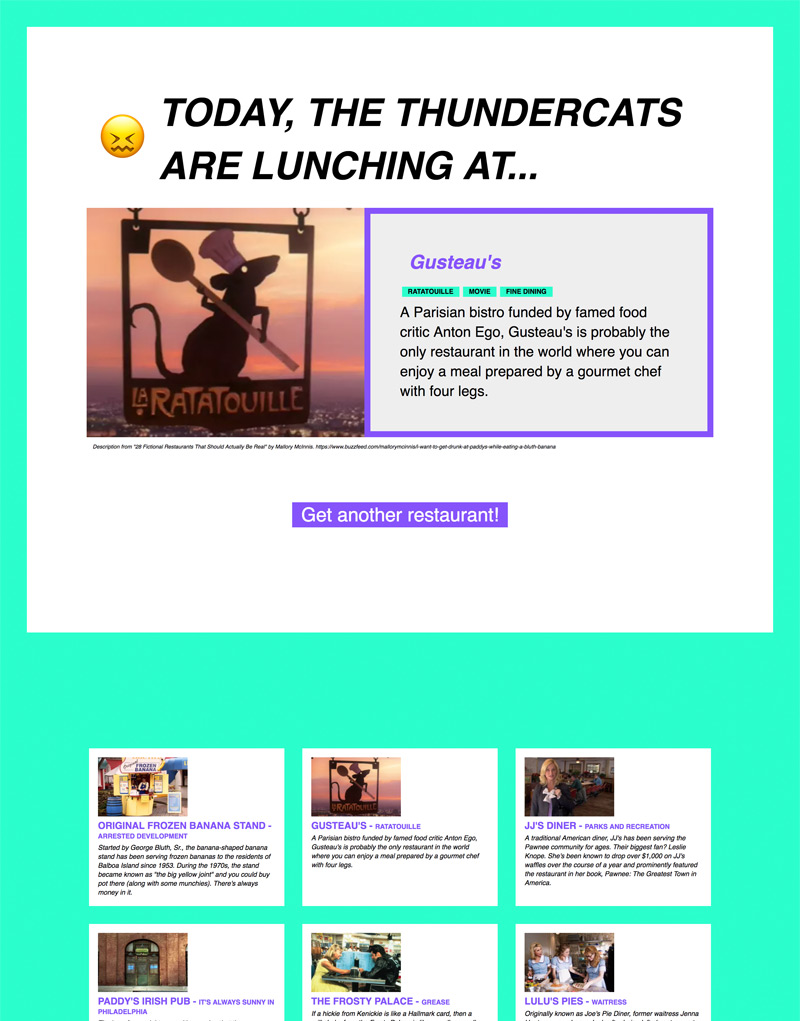 TODAY, THE THUNDERCATS
ARE LUNCHING AT...
LA RATATOUILLE
Gusteau's
RATATOUILLE MOVIE FINE DINING
A Parisian bistro funded by famed food
critic Anton Ego, Gusteau's is probably the
only restaurant in the world where you can
enjoy a meal prepared by a gourmet chef
with four legs.
Description from "28 Fictional Restaurants That Should Actually Be Real" by Mallory McInnis. https://www.buzzfeed.com/mallorymcinnis/i-want-to-get-drunk-at-paddys-while-eating-a-bluth-banana
Get another restaurant!
FROZEN
BANANA
ORIGINAL FROZEN BANANA STAND -
ARRESTED DEVELOPMENT
Started by George Bluth, Sr., the banana-shaped banana
stand has been serving frozen bananas to the residents of
Balboa Island since 1953. During the 1970s, the stand
became known as "the big yellow joint" and you could buy
pot there (along with some munchies). There's always
money in it.
LA RATATOUILLE
GUSTEAU'S - RATATOUILLE
A Parisian bistro funded by famed food critic Anton Ego,
Gusteau's is probably the only restaurant in the world
where you can enjoy a meal prepared by a gourmet chef
with four legs.
JJ'S DINER - PARKS AND RECREATION
A traditional American diner, JJ's has been serving the
Pawnee community for ages. Their biggest fan? Leslie
Knope. She's been known to drop over $1,000 on JJ's
waffles over the course of a year and prominently featured
the restaurant in her book, Pawnee: The Greatest Town in
America.
PADDY'S IRISH PUB - IT'S ALWAYS SUNNY IN
PHILADELPHIA
THE FROSTY PALACE - GREASE
If a hickie from Kenickie is like a Hallmark card, then a
LULU'S PIES - WAITRESS
Originally known as Joe's Pie Diner, former waitress Jenna